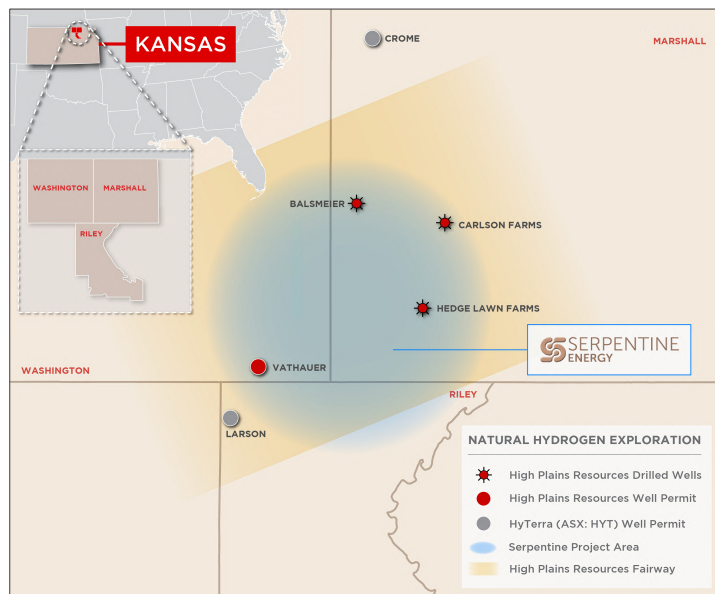 KANSAS
CROME
MARSHALL
WASHINGTON
MARSHALL
RILEY
BALSMEIER
CARLSON FARMS
HEDGE LAWN FARMS
SERPENTINE
ENERGY
WASHINGTON
VATHAUER
RILEY
LARSON
NATURAL HYDROGEN EXPLORATION
High Plains Resources Drilled Wells
High Plains Resources Well Permit
HyTerra (ASX: HYT) Well Permit
Serpentine Project Area
High Plains Resources Fairway